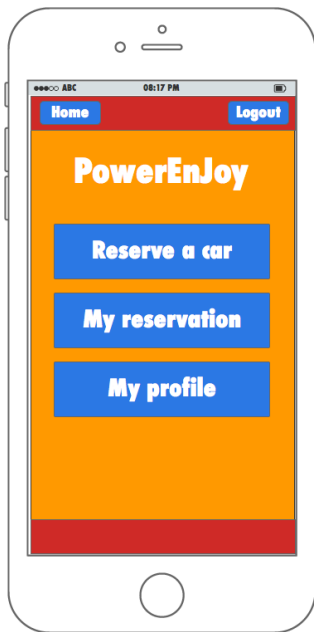 ABC 08:17 PM
Home Logout
PowerEnJoy
Reserve a car
My reservation
My profile